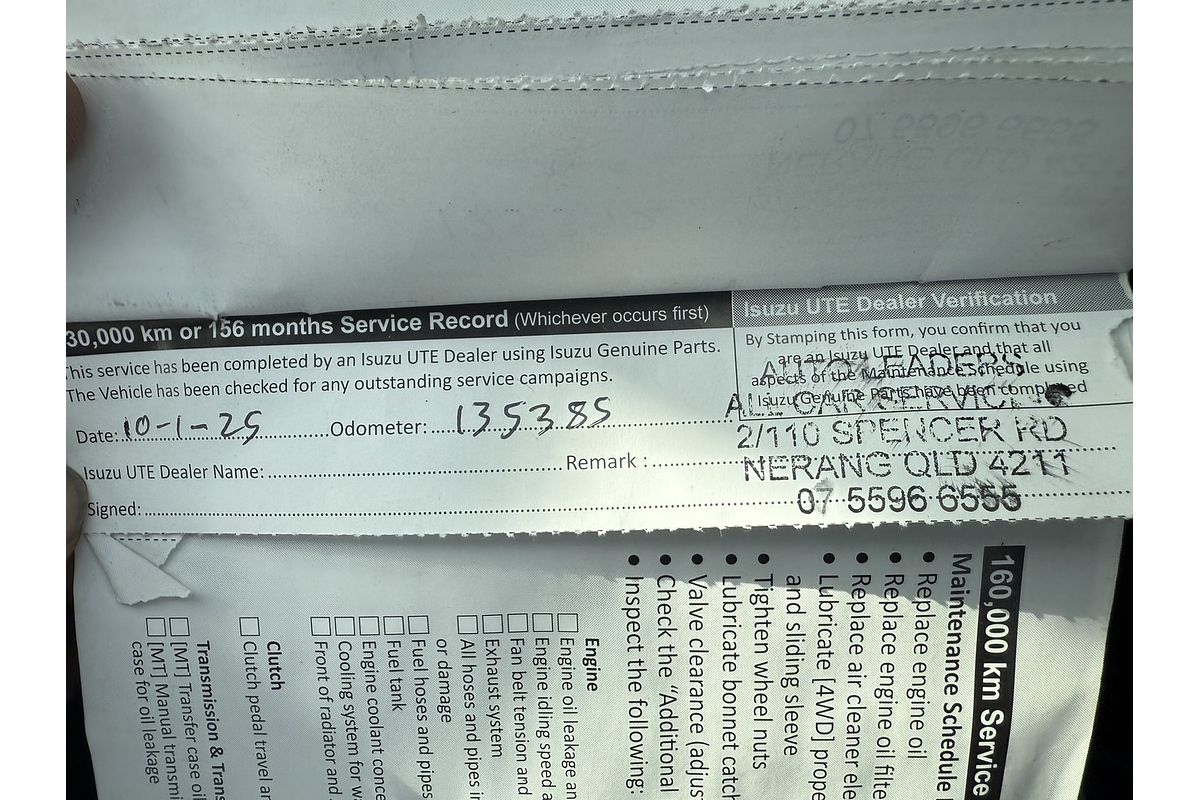 30,000 km or 156 months Service Record (Whichever occurs first)
This service has been completed by an Isuzu UTE Dealer using Isuzu Genuine Parts.
The Vehicle has been checked for any outstanding service campaigns.
Date: 10-1-25 Odometer: 135385
Isuzu UTE Dealer Name: Remark :
Signed:
Isuzu UTE Dealer Verification
By Stamping this form, you confirm that you
are an Isuzu UTE Dealer and that all
aspects of the Maintenance Schedule using
Isuzu Genuine Parts have been completed
AUTO LEADERS
ALL CAR SERVICING
2/110 SPENCER RD
NERANG QLD 4211
07 5596 6555
160,000 km Service
Maintenance Schedule
• Replace engine oil
• Replace engine oil filte
• Replace air cleaner ele
• Lubricate [4WD] prope
and sliding sleeve
• Tighten wheel nuts
• Lubricate bonnet catch
• Valve clearance (adjus
• Check the “Additional
• Inspect the following:
Engine
Engine oil leakage an
Engine idling speed a
Fan belt tension and
Exhaust system
All hoses and pipes i
or damage
Fuel hoses and pipes
Fuel tank
Engine coolant conce
Cooling system for w
Front of radiator and
Clutch
Clutch pedal travel an
Transmission & Trans
[MT] Transfer case oil
[MT] Manual transmi
case for oil leakage